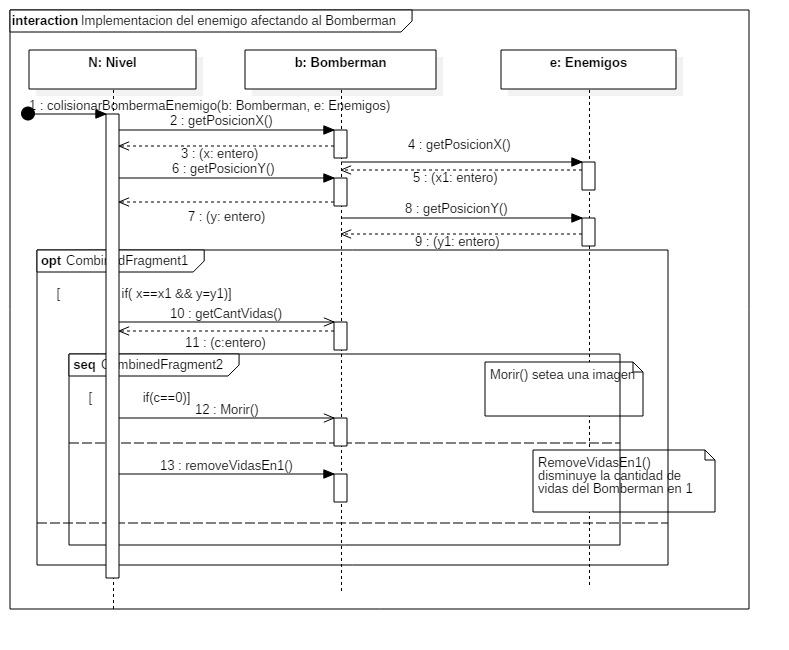 interaction Implementacion del enemigo afectando al Bomberman
N: Nivel
b: Bomberman
e: Enemigos
1 : colisionarBombermaEnemigo(b: Bomberman, e: Enemigos)
2 : getPosicionX()
3 : (x: entero)
4 : getPosicionX()
5 : (x1: entero)
6 : getPosicionY()
7 : (y: entero)
8 : getPosicionY()
9 : (y1: entero)
opt CombinedFragment1
[ if( x==x1 && y=y1)]
10 : getCantVidas()
11 : (c:entero)
seq CombinedFragment2
Morir() setea una imagen
[ if(c==0)]
12 : Morir()
13 : removeVidasEn1()
RemoveVidasEn1()
disminuye la cantidad de
vidas del Bomberman en 1